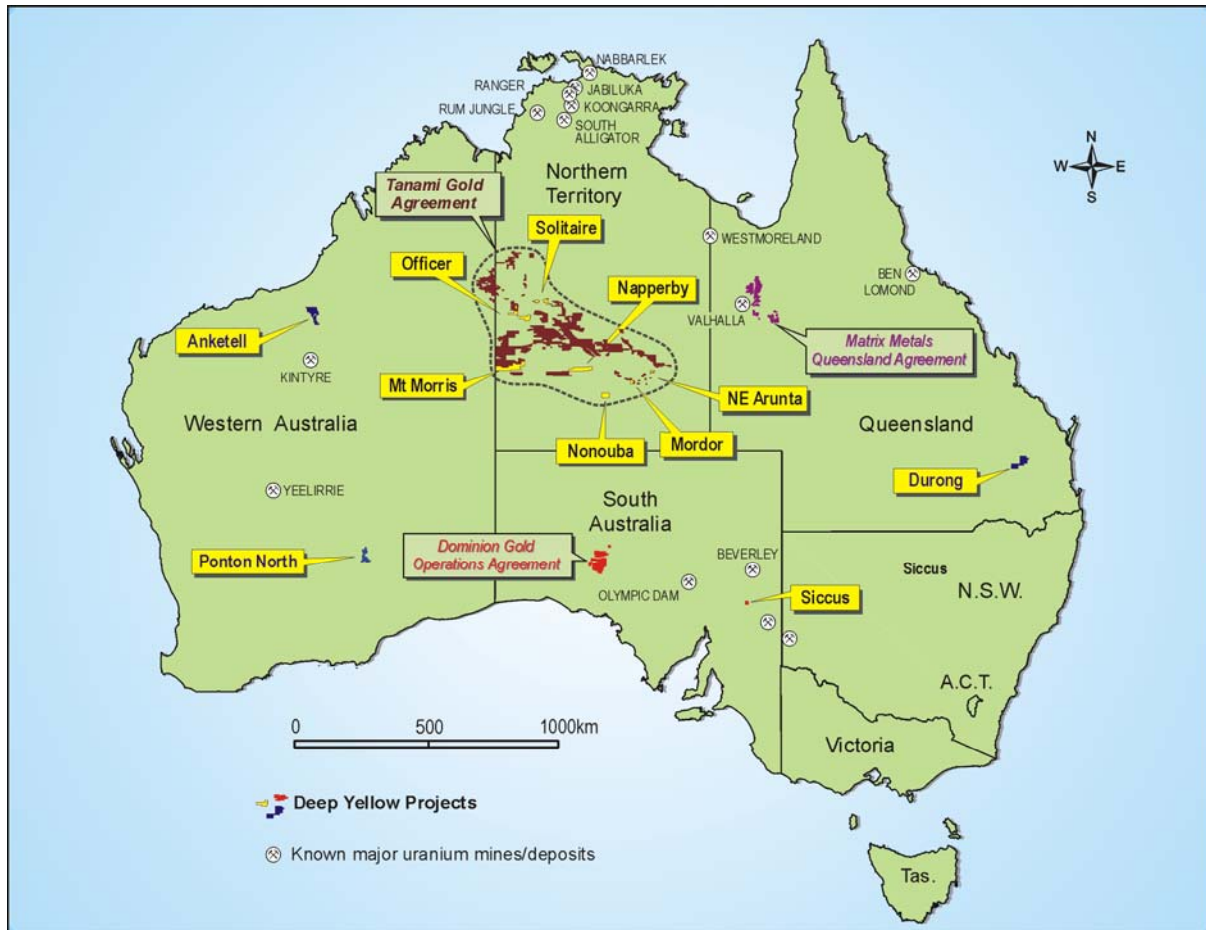 NABBARLEK
RANGER
JABILUKA
RUM JUNGLE
KOONGARRA
SOUTH
ALLIGATOR
N
W
E
S
Northern
Territory
Tanami Gold
Agreement
Solitaire
WESTMORELAND
Officer
BEN
LOMOND
Napperby
VALHALLA
Anketell
Matrix Metals
Queensland Agreement
KINTYRE
Mt Morris
NE Arunta
Western Australia
Queensland
Nonouba
Mordor
Durong
YEELIRRIE
South
Australia
Ponton North
Dominion Gold
Operations Agreement
BEVERLEY
Siccus
N.S.W.
OLYMPIC DAM
Siccus
A.C.T.
0
500
1000km
Victoria
Deep Yellow Projects
Known major uranium mines/deposits
Tas.